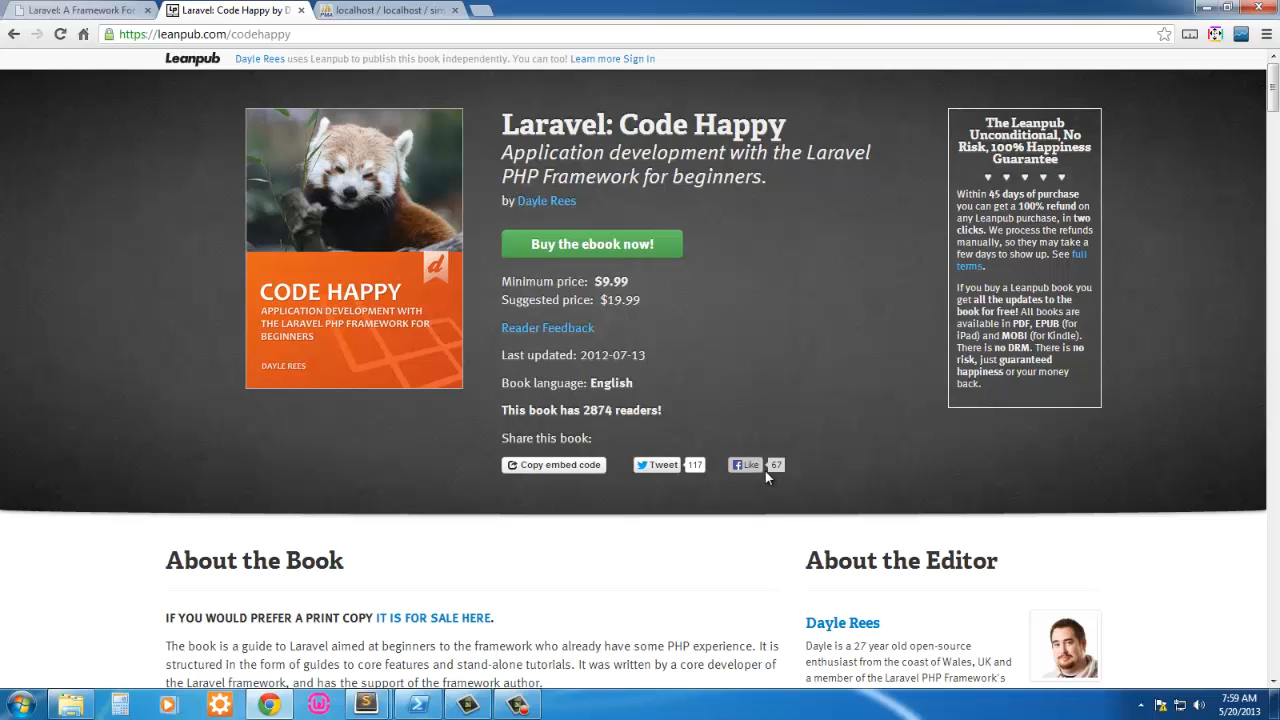 Laravel: A Framework For
Laravel: Code Happy by D
localhost / localhost / sim
https://leanpub.com/codehappy
Leanpub
Dayle Rees uses Leanpub to publish this book independently. You can too! Learn more Sign In
CODE HAPPY
APPLICATION DEVELOPMENT WITH
THE LARAVEL PHP FRAMEWORK FOR
BEGINNERS
DAYLE REES
Laravel: Code Happy
Application development with the Laravel
PHP Framework for beginners.
by Dayle Rees
Buy the ebook now!
Minimum price: $9.99
Suggested price: $19.99
Reader Feedback
Last updated: 2012-07-13
Book language: English
This book has 2874 readers!
Share this book:
Copy embed code
Tweet 117
Like 67
The Leanpub
Unconditional, No
Risk, 100% Happiness
Guarantee
Within 45 days of purchase
you can get a 100% refund on
any Leanpub purchase, in two
clicks. We process the refunds
manually, so they may take a
few days to show up. See full
terms.
If you buy a Leanpub book you
get all the updates to the
book for free! All books are
available in PDF, EPUB (for
iPad) and MOBI (for Kindle).
There is no DRM. There is no
risk, just guaranteed
happiness or your money
back.
About the Book
IF YOU WOULD PREFER A PRINT COPY IT IS FOR SALE HERE.
The book is a guide to Laravel aimed at beginners to the framework who already have some PHP experience. It is
structured in the form of guides to core features and stand-alone tutorials. It was written by a core developer of
the Laravel framework, and has the support of the framework author.
About the Editor
Dayle Rees
Dayle is a 27 year old open-source
enthusiast from the coast of Wales, UK and
a member of the Laravel PHP Framework's
7:59 AM
5/20/2013